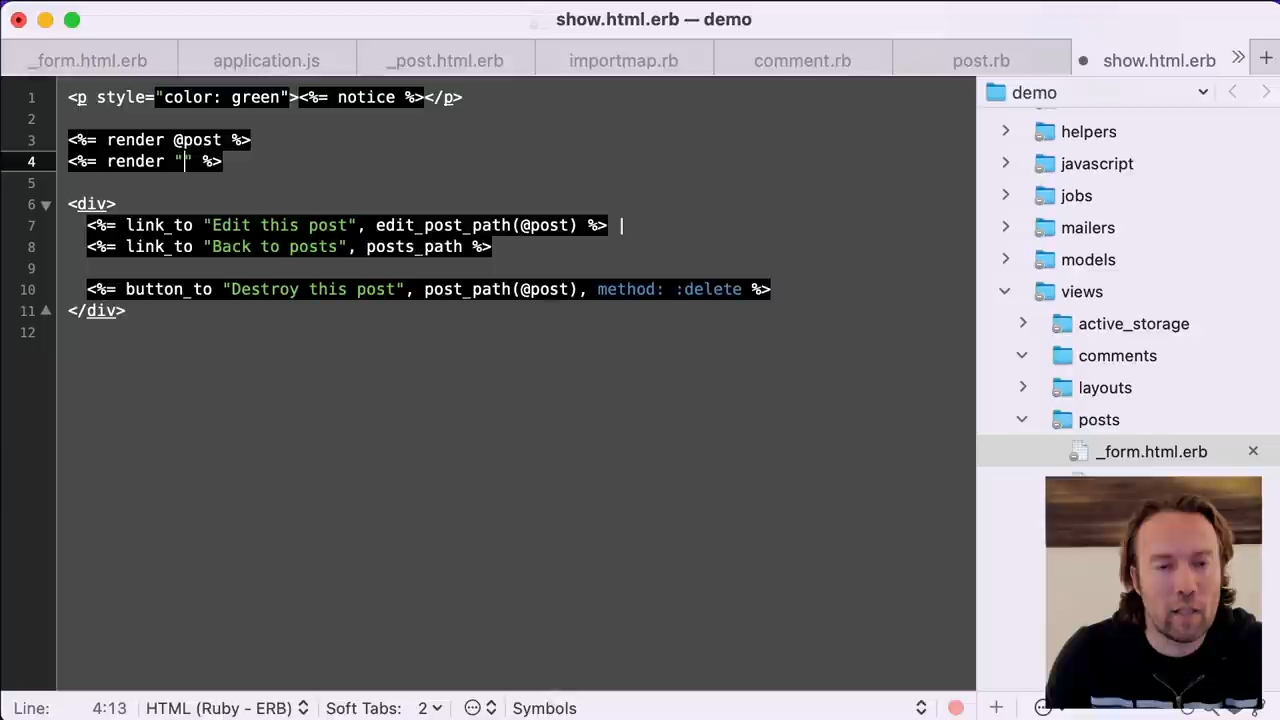 show.html.erb — demo
_form.html.erb
application.js
_post.html.erb
importmap.rb
comment.rb
post.rb
show.html.erb
1 <p style="color: green"><%= notice %></p>
2
3 <%= render @post %>
4 <%= render "" %>
5
6 <div>
7 <%= link_to "Edit this post", edit_post_path(@post) %> |
8 <%= link_to "Back to posts", posts_path %>
9
10 <%= button_to "Destroy this post", post_path(@post), method: :delete %>
11 </div>
12
demo
helpers
javascript
jobs
mailers
models
views
active_storage
comments
layouts
posts
_form.html.erb
Line: 4:13 HTML (Ruby - ERB) Soft Tabs: 2 Symbols